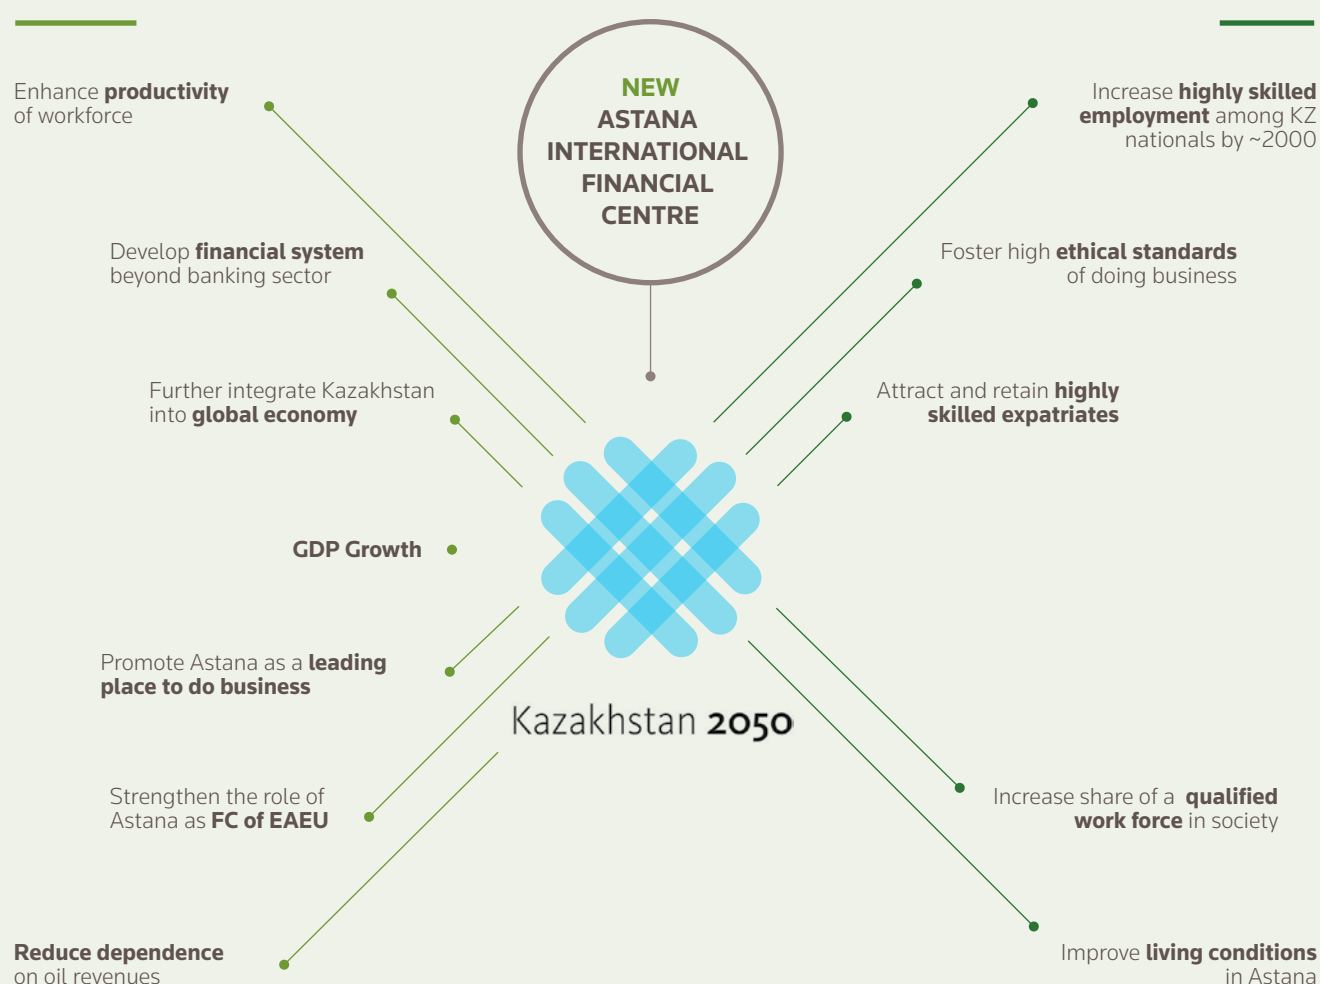 NEW
ASTANA
INTERNATIONAL
FINANCIAL
CENTRE
Enhance productivity
of workforce
Develop financial system
beyond banking sector
Further integrate Kazakhstan
into global economy
GDP Growth
Promote Astana as a leading
place to do business
Strengthen the role of
Astana as FC of EAEU
Reduce dependence
on oil revenues
Increase highly skilled
employment among KZ
nationals by ~2000
Foster high ethical standards
of doing business
Attract and retain highly
skilled expatriates
Kazakhstan 2050
Increase share of a qualified
work force in society
Improve living conditions
in Astana